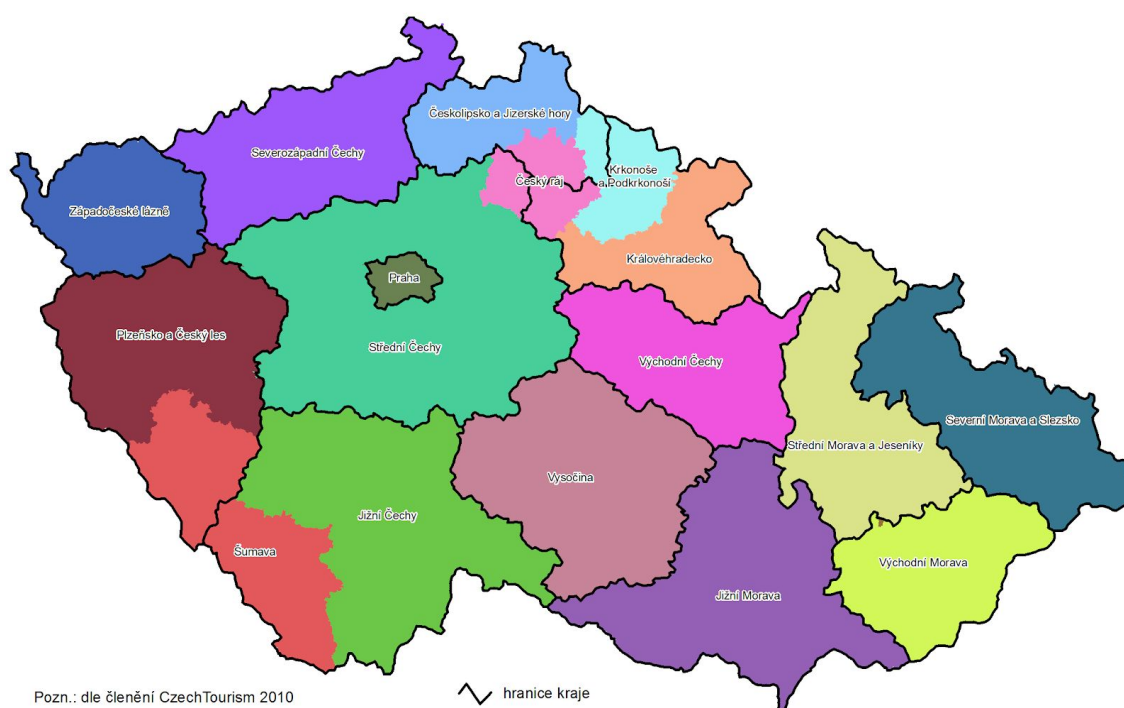 Českolipsko a Jizerské hory
Severozápadní Čechy
Krkonoše
a Podkrkonoší
Český ráj
Západočeské lázně
Královéhradecko
Praha
Plzeňsko a Český les
Střední Čechy
Východní Čechy
Severní Morava a Slezsko
Střední Morava a Jeseníky
Vysočina
Jižní Čechy
Šumava
Východní Morava
Jižní Morava
Pozn.: dle členění CzechTourism 2010
hranice kraje